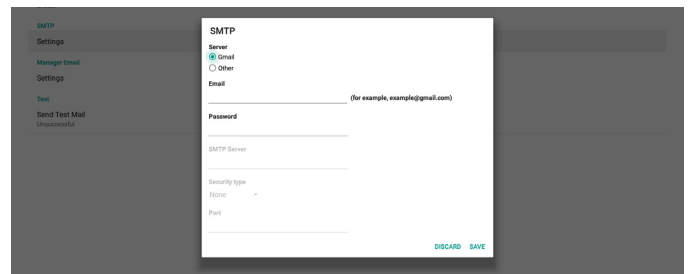 SMTP
Settings
Manager Email
Settings
Test
Send Test Mail
Unsuccessful
SMTP
Server
Gmail
Other
Email
(for example, example@gmail.com)
Password
SMTP Server
Security type
None
Port
DISCARD SAVE